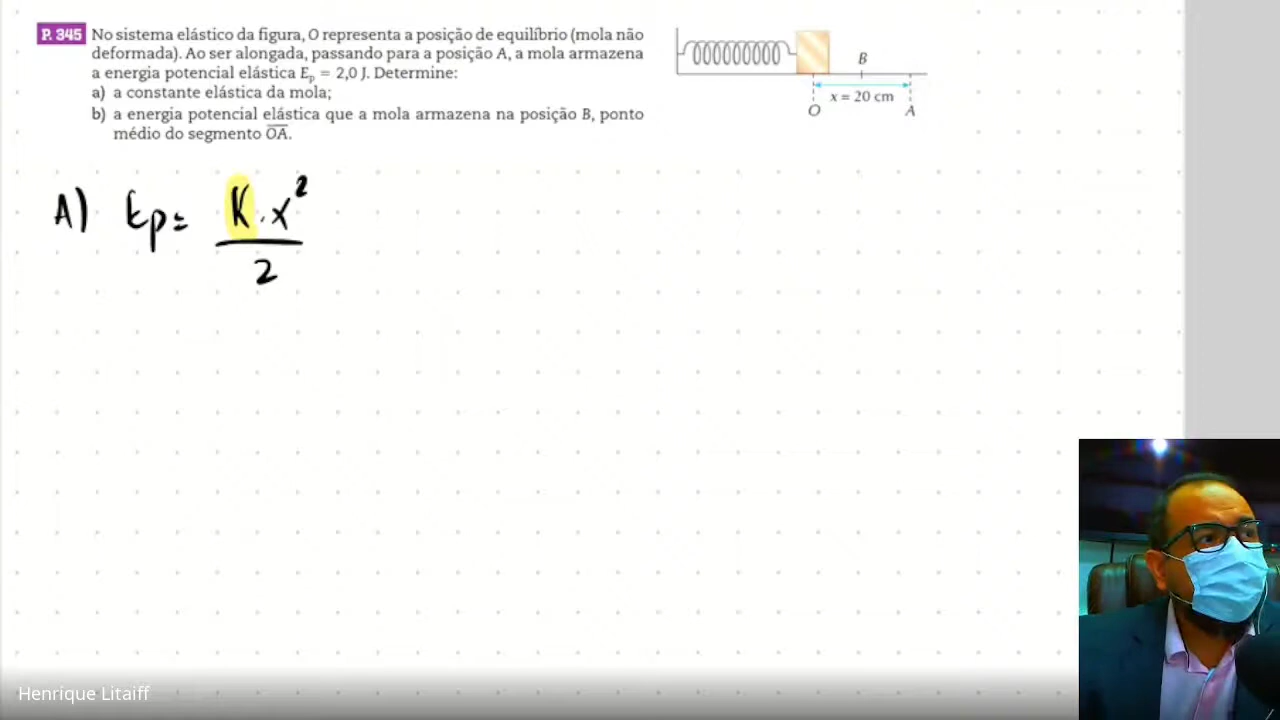 P. 345 No sistema elástico da figura, O representa a posição de equilíbrio (mola não
deformada). Ao ser alongada, passando para a posição A, a mola armazena
a energia potencial elástica Eₚ = 2,0 J. Determine:
a) a constante elástica da mola;
b) a energia potencial elástica que a mola armazena na posição B, ponto
médio do segmento O̅A̅.
B
x = 20 cm
O A
A) Ep = K . x²
2
Henrique Litaiff